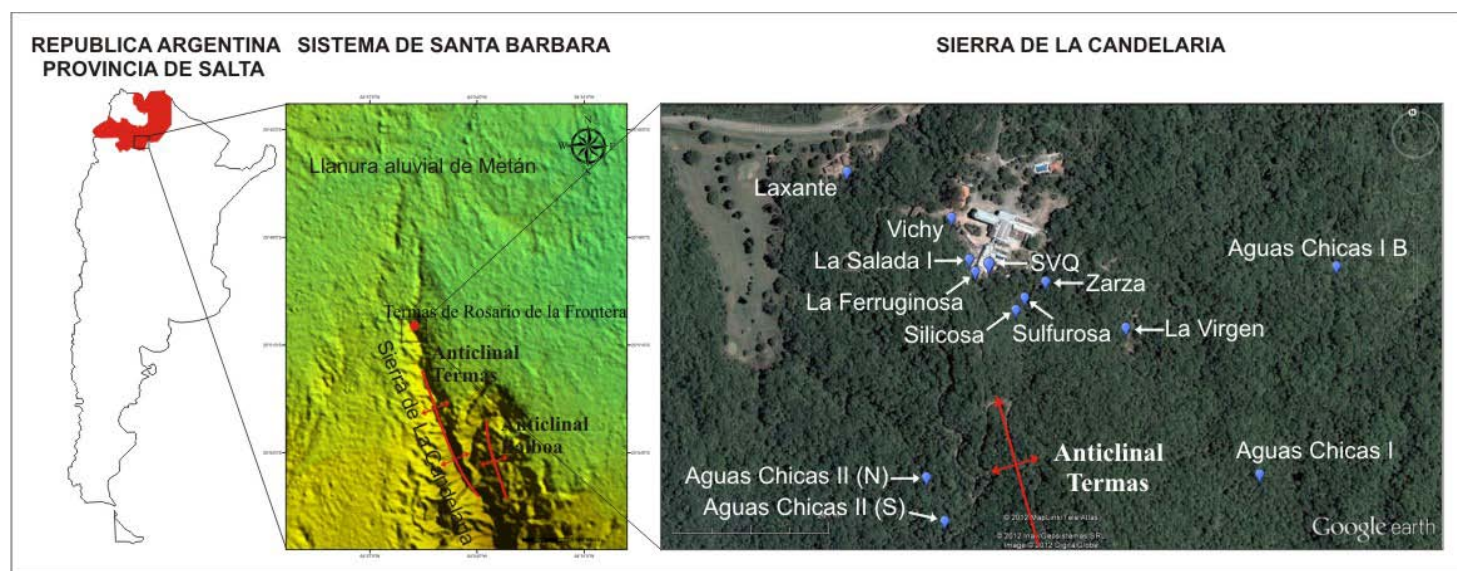 REPUBLICA ARGENTINA
PROVINCIA DE SALTA
SISTEMA DE SANTA BARBARA
SIERRA DE LA CANDELARIA
N
Llanura aluvial de Metán
Termas de Rosario de la Frontera
Anticlinal
Termas
Sierra de La Candelaria
Anticlinal
Balboa
Laxante
Vichy
La Salada I
SVQ
La Ferruginosa
Zarza
Silicosa
Sulfurosa
La Virgen
Aguas Chicas I B
Anticlinal
Termas
Aguas Chicas I
Aguas Chicas II (N)
Aguas Chicas II (S)
Google earth